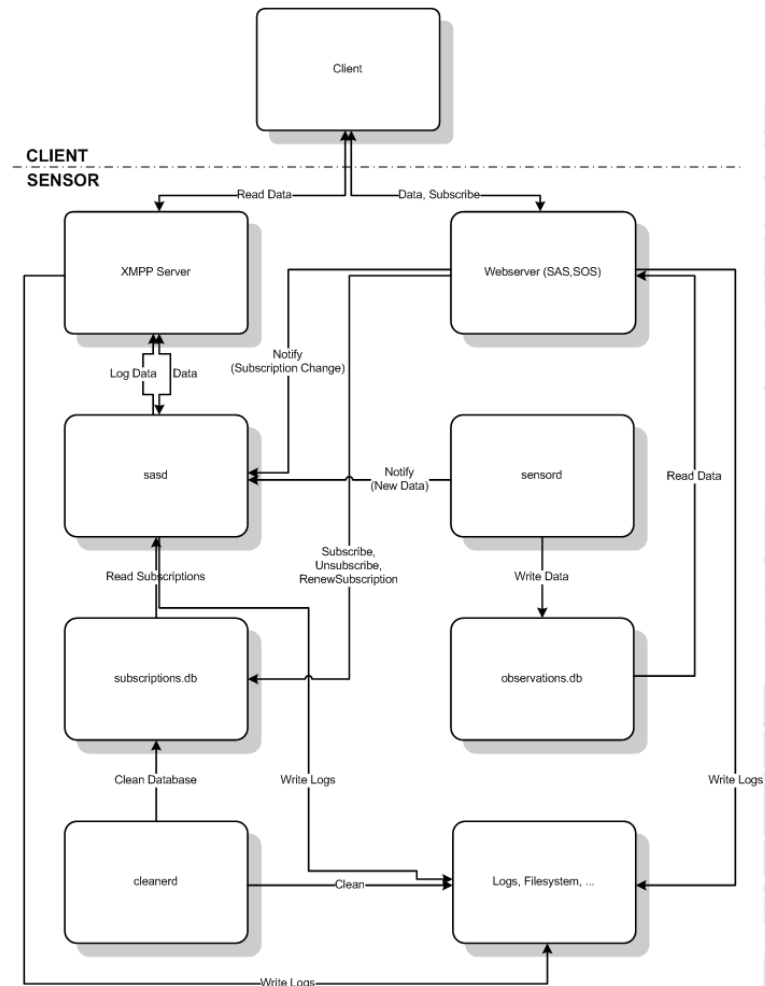 Client
CLIENT
SENSOR
Read Data
Data, Subscribe
XMPP Server
Webserver (SAS,SOS)
Notify
(Subscription Change)
Log Data
Data
sasd
Notify
(New Data)
sensord
Read Data
Subscribe,
Unsubscribe,
RenewSubscription
Read Subscriptions
Write Data
subscriptions.db
observations.db
Clean Database
Write Logs
Write Logs
cleanerd
Clean
Logs, Filesystem, ...
Write Logs